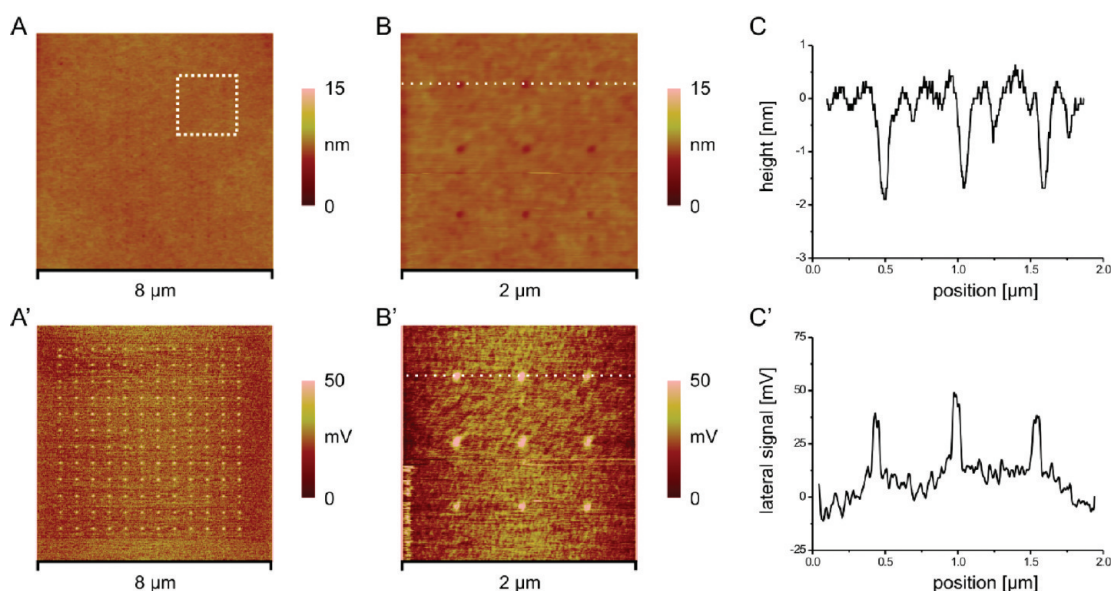 A
15
nm
0
8 µm
B
15
nm
0
2 µm
C
1
0
-1
-2
-3
height [nm]
0.0 0.5 1.0 1.5 2.0
position [µm]
A'
50
mV
0
8 µm
B'
50
mV
0
2 µm
C'
75
50
25
0
-25
lateral signal [mV]
0.0 0.5 1.0 1.5 2.0
position [µm]